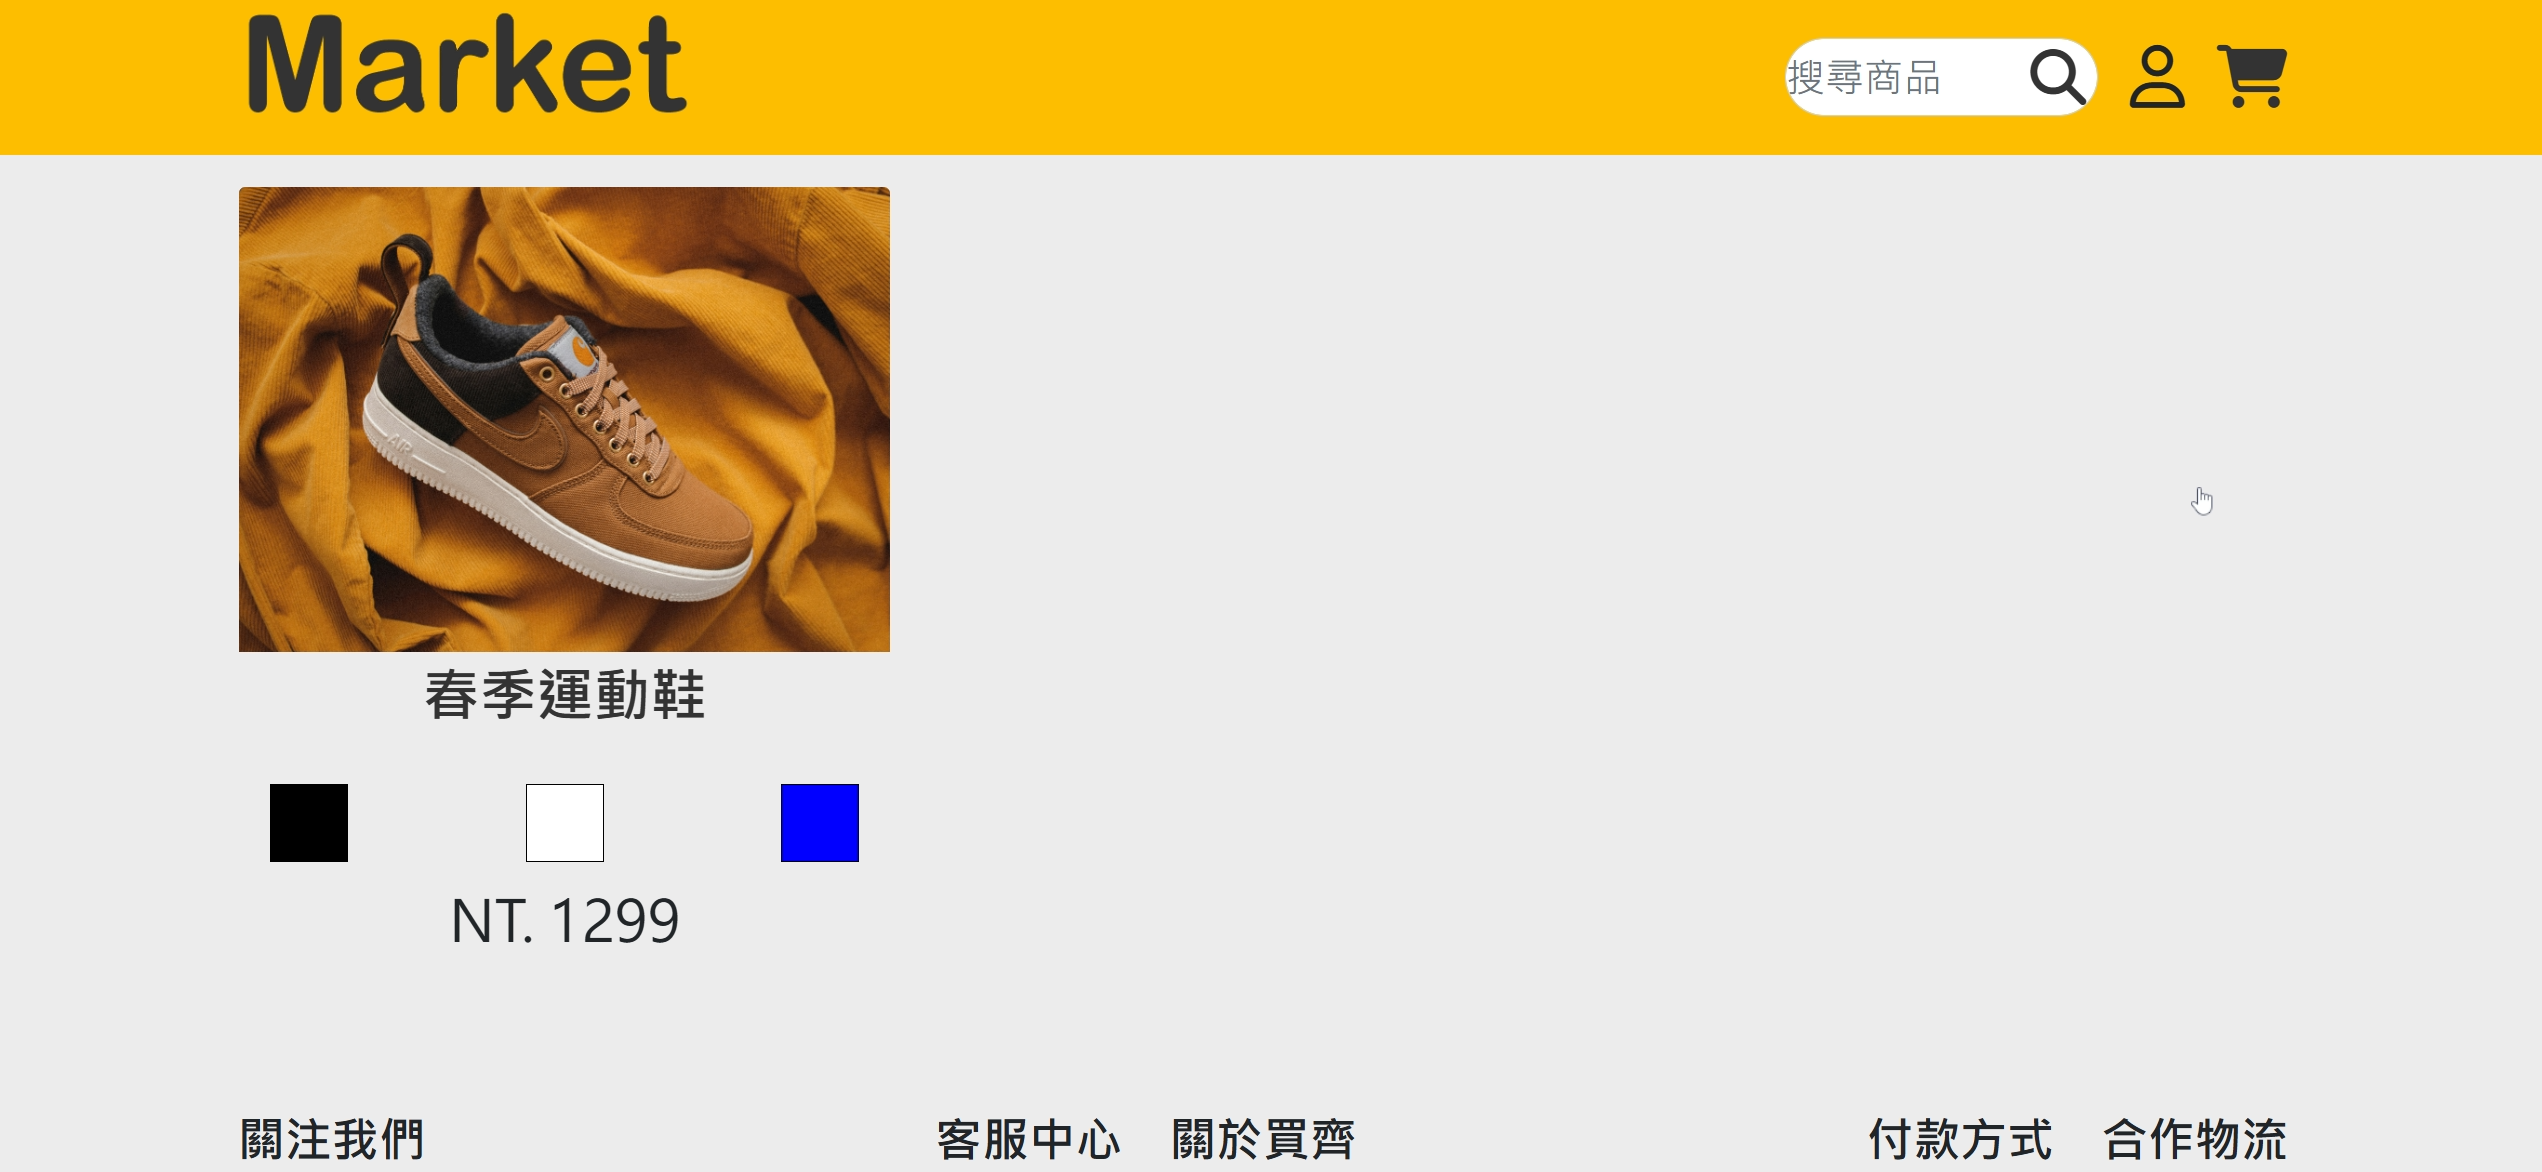 Market
搜尋商品
AIR
春季運動鞋
NT. 1299
關注我們 客服中心 關於買齊 付款方式 合作物流